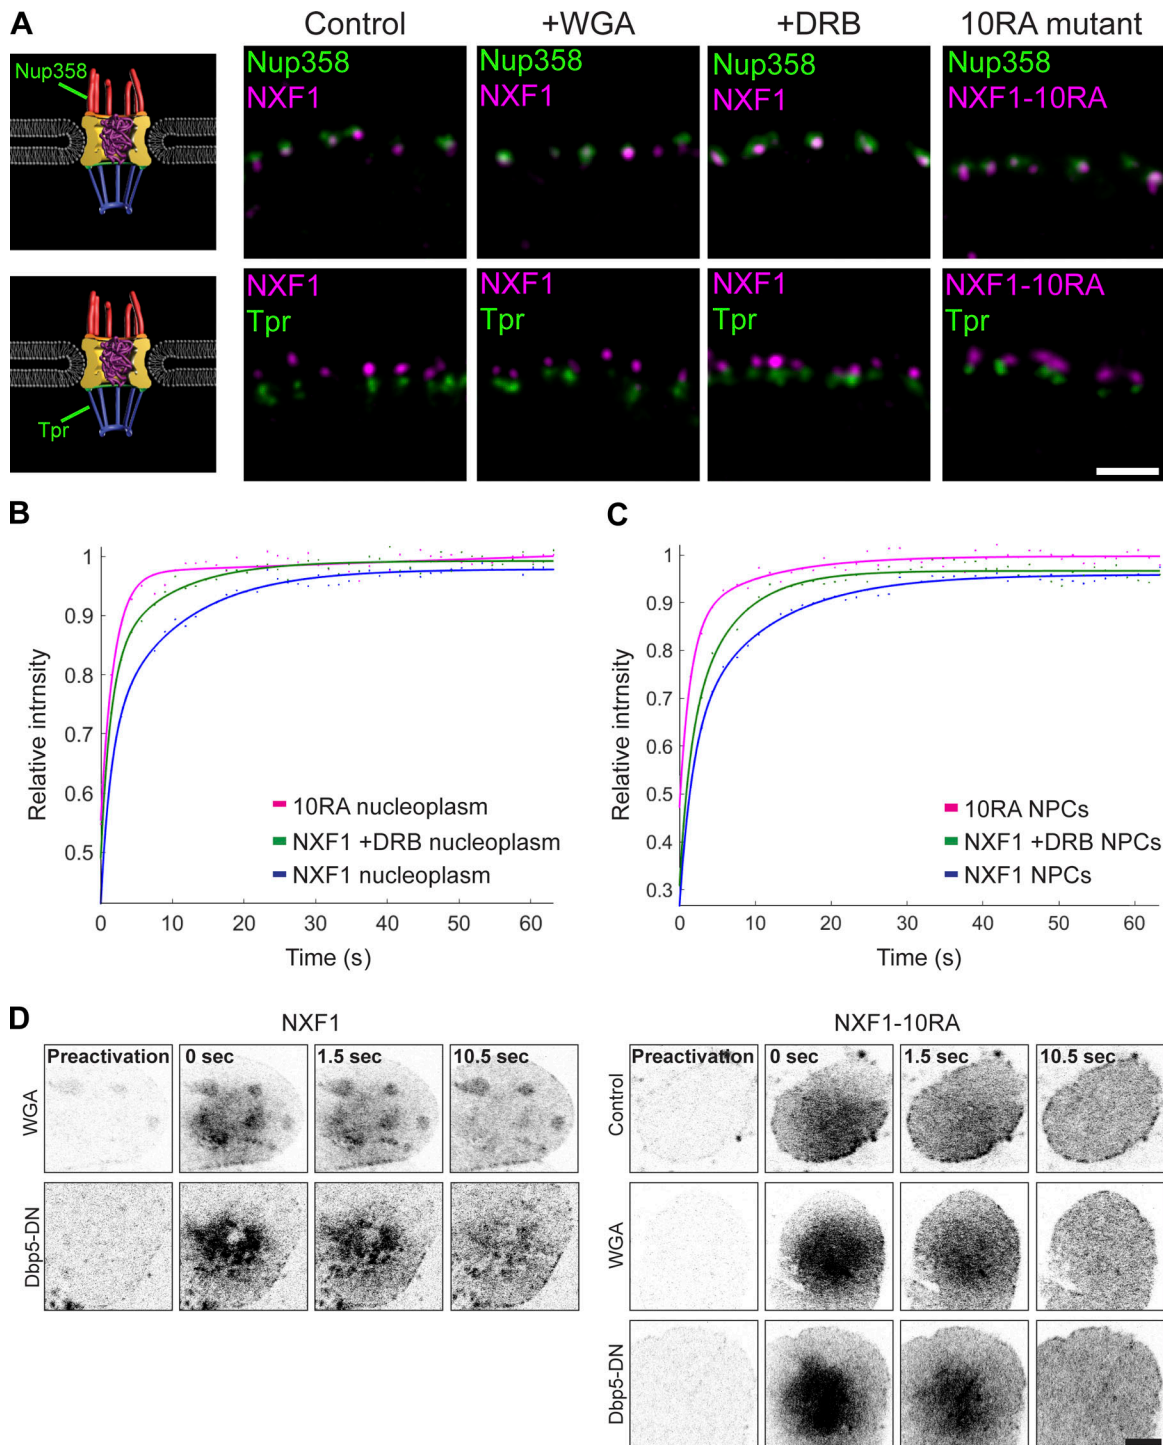 A
Control
+WGA
+DRB
10RA mutant
Nup358
Nup358
NXF1
Nup358
NXF1
Nup358
NXF1
Nup358
NXF1-10RA
Tpr
NXF1
Tpr
NXF1
Tpr
NXF1
Tpr
NXF1-10RA
Tpr
B
Relative intrnsity
1
0.9
0.8
0.7
0.6
0.5
0 10 20 30 40 50 60
Time (s)
10RA nucleoplasm
NXF1 +DRB nucleoplasm
NXF1 nucleoplasm
C
Relative intrnsity
1
0.9
0.8
0.7
0.6
0.5
0.4
0.3
0 10 20 30 40 50 60
Time (s)
10RA NPCs
NXF1 +DRB NPCs
NXF1 NPCs
D
NXF1
Preactivation 0 sec 1.5 sec 10.5 sec
WGA
Dbp5-DN
NXF1-10RA
Preactivation 0 sec 1.5 sec 10.5 sec
Control
WGA
Dbp5-DN